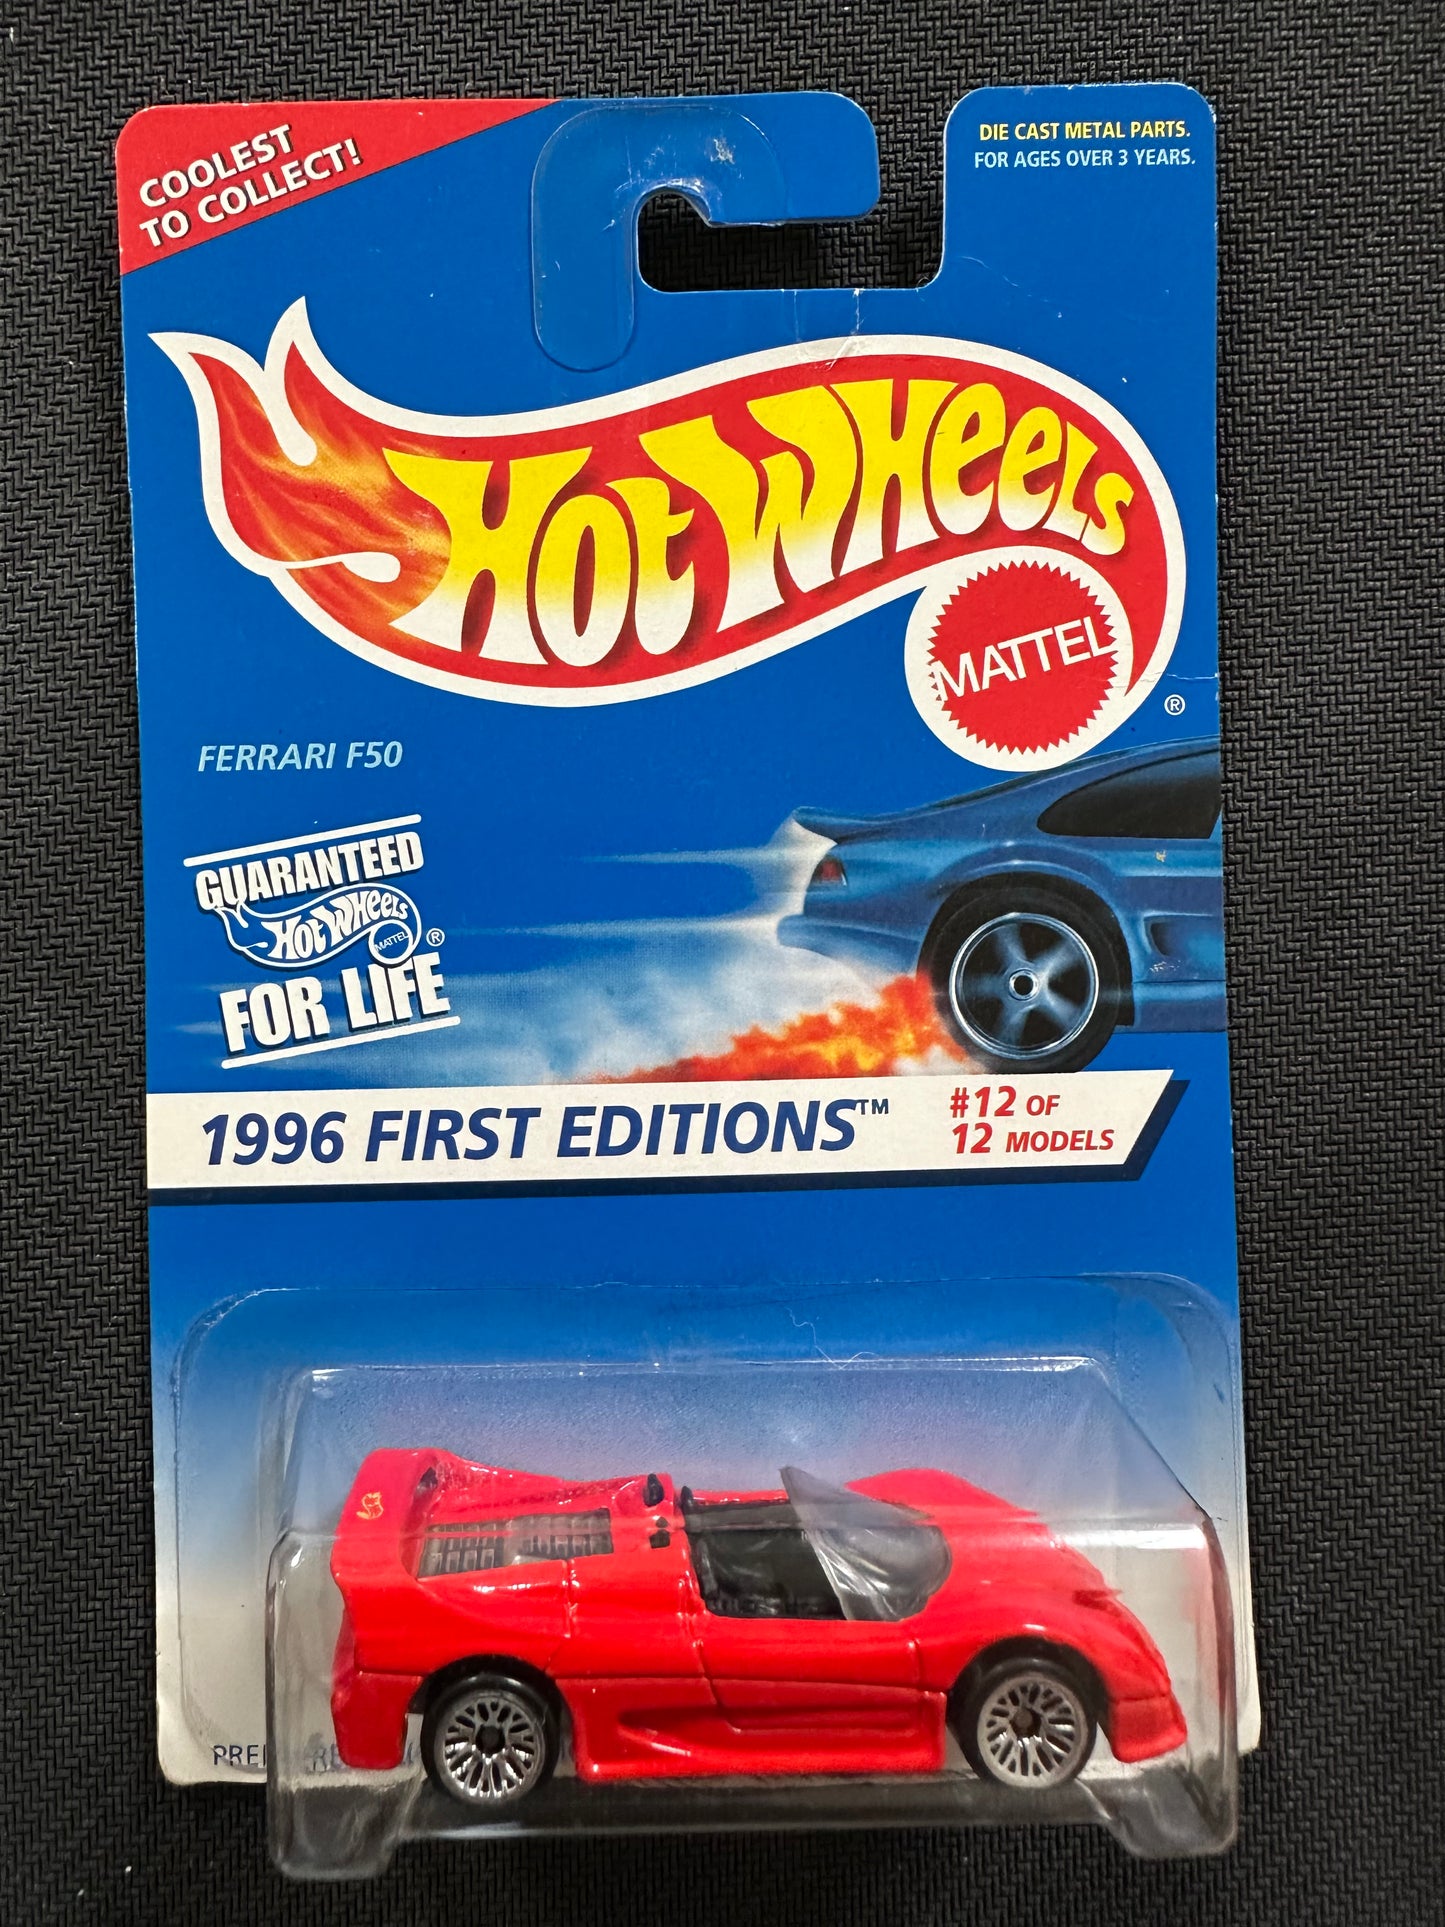 COOLEST
TO COLLECT!
DIE CAST METAL PARTS.
FOR AGES OVER 3 YEARS.
HOT WHEELS
MATTEL
®
FERRARI F50
GUARANTEED
HOT WHEELS
MATTEL
®
FOR LIFE
1996 FIRST EDITIONS™
#12 OF
12 MODELS